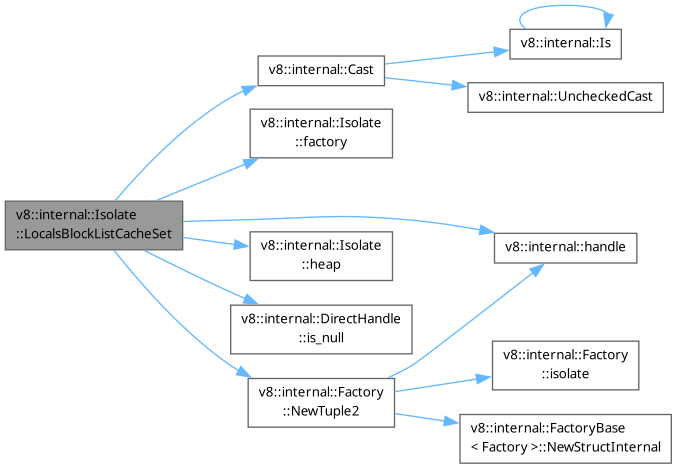 v8::internal::Is
v8::internal::Cast
v8::internal::UncheckedCast
v8::internal::Isolate
::factory
v8::internal::Isolate
::LocalsBlockListCacheSet
v8::internal::handle
v8::internal::Isolate
::heap
v8::internal::DirectHandle
::is_null
v8::internal::Factory
::isolate
v8::internal::Factory
::NewTuple2
v8::internal::FactoryBase
< Factory >::NewStructInternal